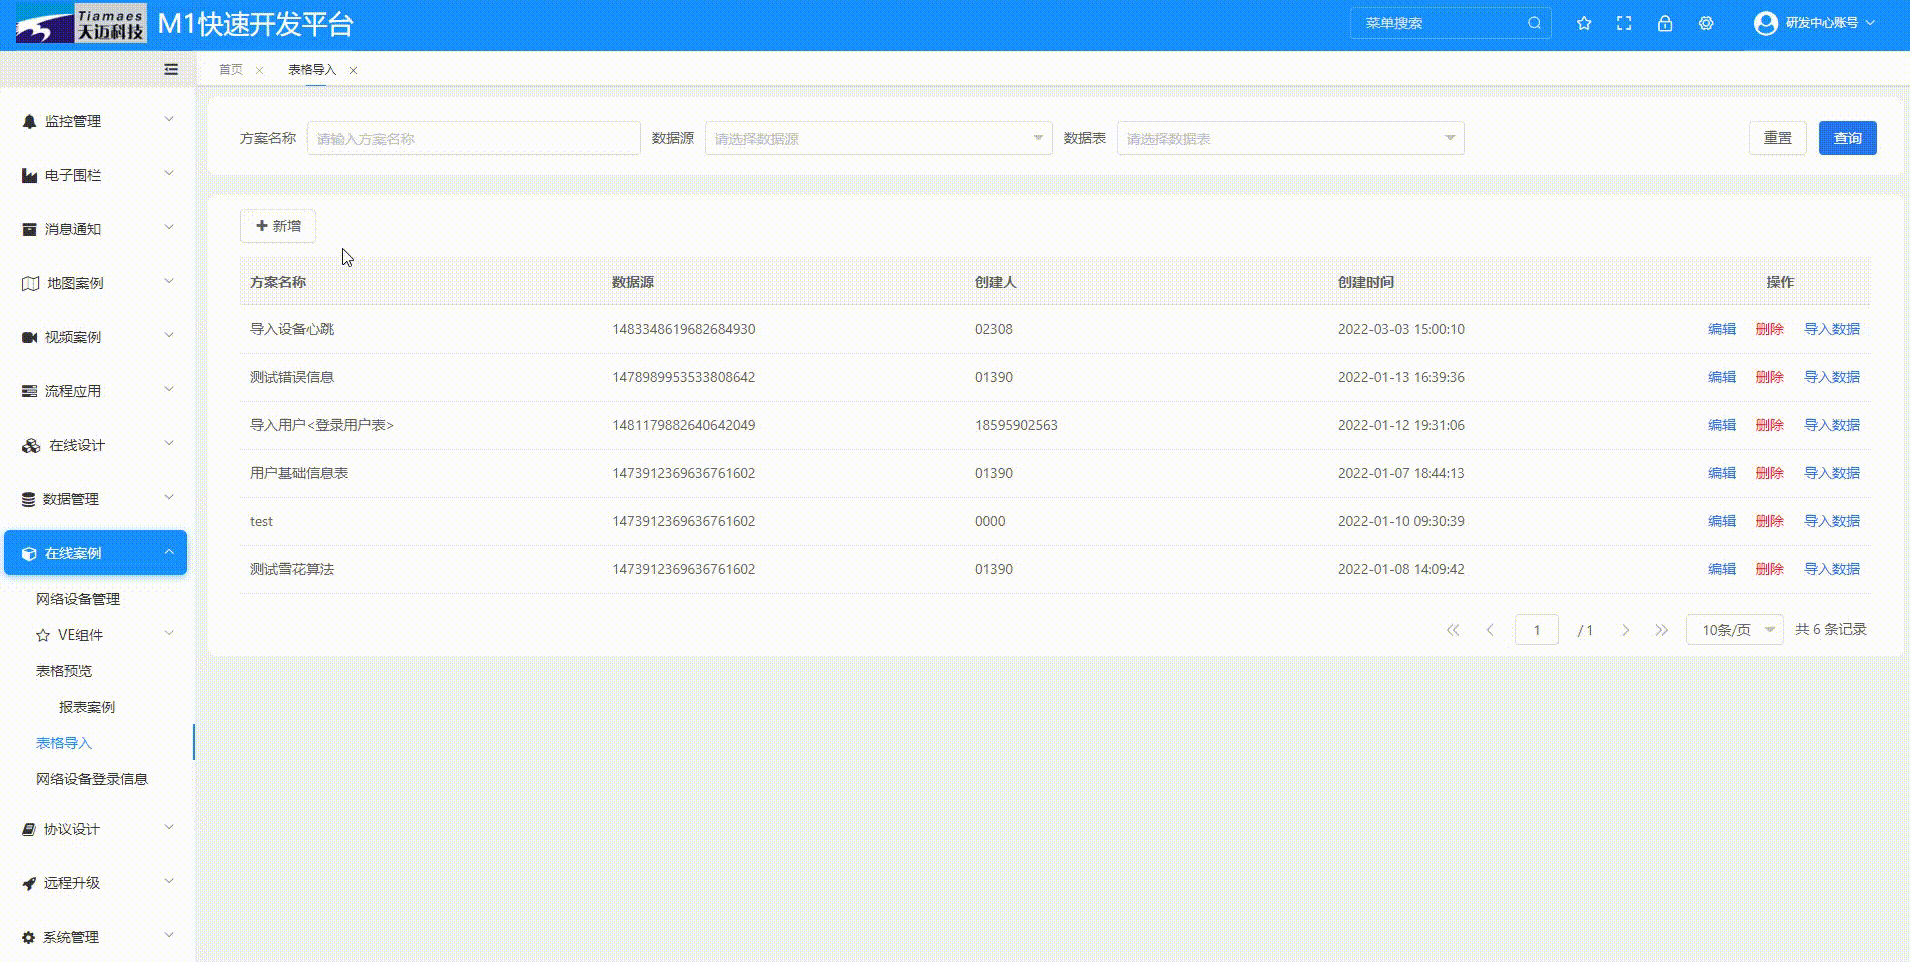 Tiamaes
天迈科技
M1快速开发平台
菜单搜索
研发中心账号
首页
表格导入
监控管理
电子围栏
消息通知
地图案例
视频案例
流程应用
在线设计
数据管理
在线案例
网络设备管理
VE组件
表格预览
报表案例
表格导入
网络设备登录信息
协议设计
远程升级
系统管理
方案名称 请输入方案名称 数据源 请选择数据源 数据表 请选择数据表 重置 查询
新增
方案名称 数据源 创建人 创建时间 操作
导入设备心跳 1483348619682684930 02308 2022-03-03 15:00:10 编辑 删除 导入数据
测试错误信息 1478989953533808642 01390 2022-01-13 16:39:36 编辑 删除 导入数据
导入用户<登录用户表> 1481179882640642049 18595902563 2022-01-12 19:31:06 编辑 删除 导入数据
用户基础信息表 1473912369636761602 01390 2022-01-07 18:44:13 编辑 删除 导入数据
test 1473912369636761602 0000 2022-01-10 09:30:39 编辑 删除 导入数据
测试雪花算法 1473912369636761602 01390 2022-01-08 14:09:42 编辑 删除 导入数据
1 / 1 10条/页 共 6 条记录